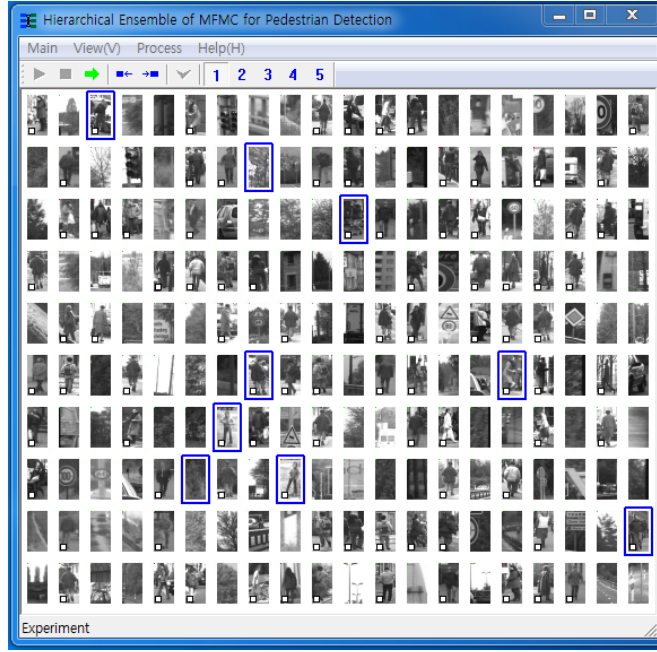 Hierarchical Ensemble of MFMC for Pedestrian Detection
Main View(V) Process Help(H)
1 2 3 4 5
Experiment